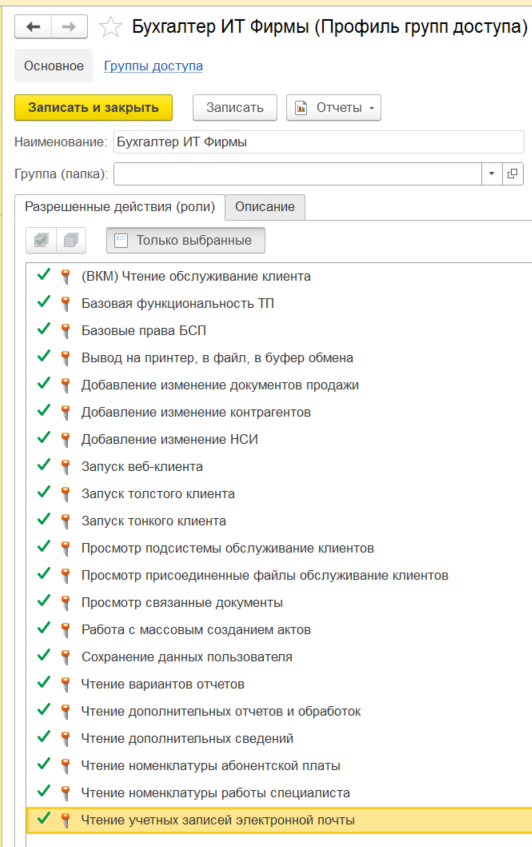 Бухгалтер ИТ Фирмы (Профиль групп доступа)
Основное Группы доступа
Записать и закрыть Записать Отчеты
Наименование: Бухгалтер ИТ Фирмы
Группа (папка):
Разрешенные действия (роли) Описание
Только выбранные
(ВКМ) Чтение обслуживание клиента
Базовая функциональность ТП
Базовые права БСП
Вывод на принтер, в файл, в буфер обмена
Добавление изменение документов продажи
Добавление изменение контрагентов
Добавление изменение НСИ
Запуск веб-клиента
Запуск толстого клиента
Запуск тонкого клиента
Просмотр подсистемы обслуживание клиентов
Просмотр присоединенные файлы обслуживание клиентов
Просмотр связанные документы
Работа с массовым созданием актов
Сохранение данных пользователя
Чтение вариантов отчетов
Чтение дополнительных отчетов и обработок
Чтение дополнительных сведений
Чтение номенклатуры абонентской платы
Чтение номенклатуры работы специалиста
Чтение учетных записей электронной почты